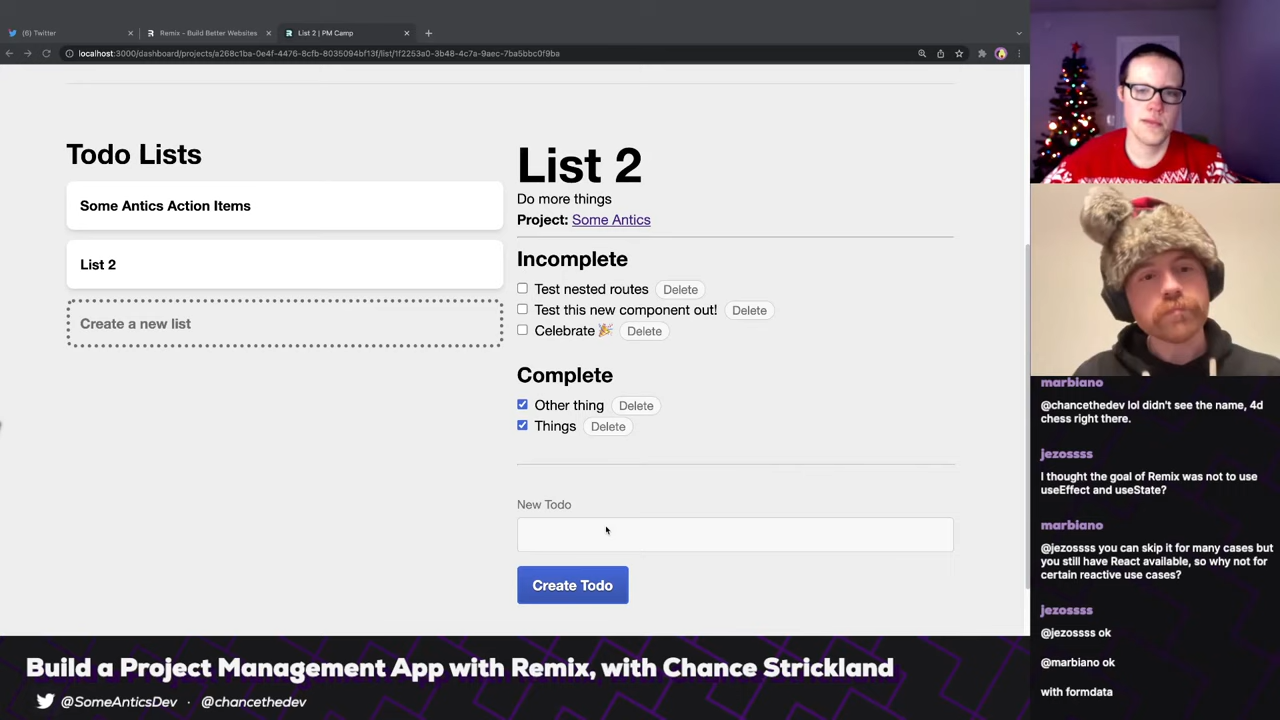 (6) Twitter
Remix - Build Better Websites
List 2 | PM Camp
localhost:3000/dashboard/projects/a268c1ba-0e4f-4476-8cfb-8035094bf13f/list/1f2253a0-3b48-4c7a-9aec-7ba5bbc0f9ba
Todo Lists
Some Antics Action Items
List 2
Create a new list
List 2
Do more things
Project: Some Antics
Incomplete
Test nested routes Delete
Test this new component out! Delete
Celebrate 🎉 Delete
Complete
Other thing Delete
Things Delete
New Todo
Create Todo
marbiano
@chancethedev lol didn't see the name, 4d
chess right there.
jezossss
I thought the goal of Remix was not to use
useEffect and useState?
marbiano
@jezossss you can skip it for many cases but
you still have React available, so why not for
certain reactive use cases?
jezossss
@jezossss ok
@marbiano ok
with formdata
Build a Project Management App with Remix, with Chance Strickland
@SomeAnticsDev · @chancethedev